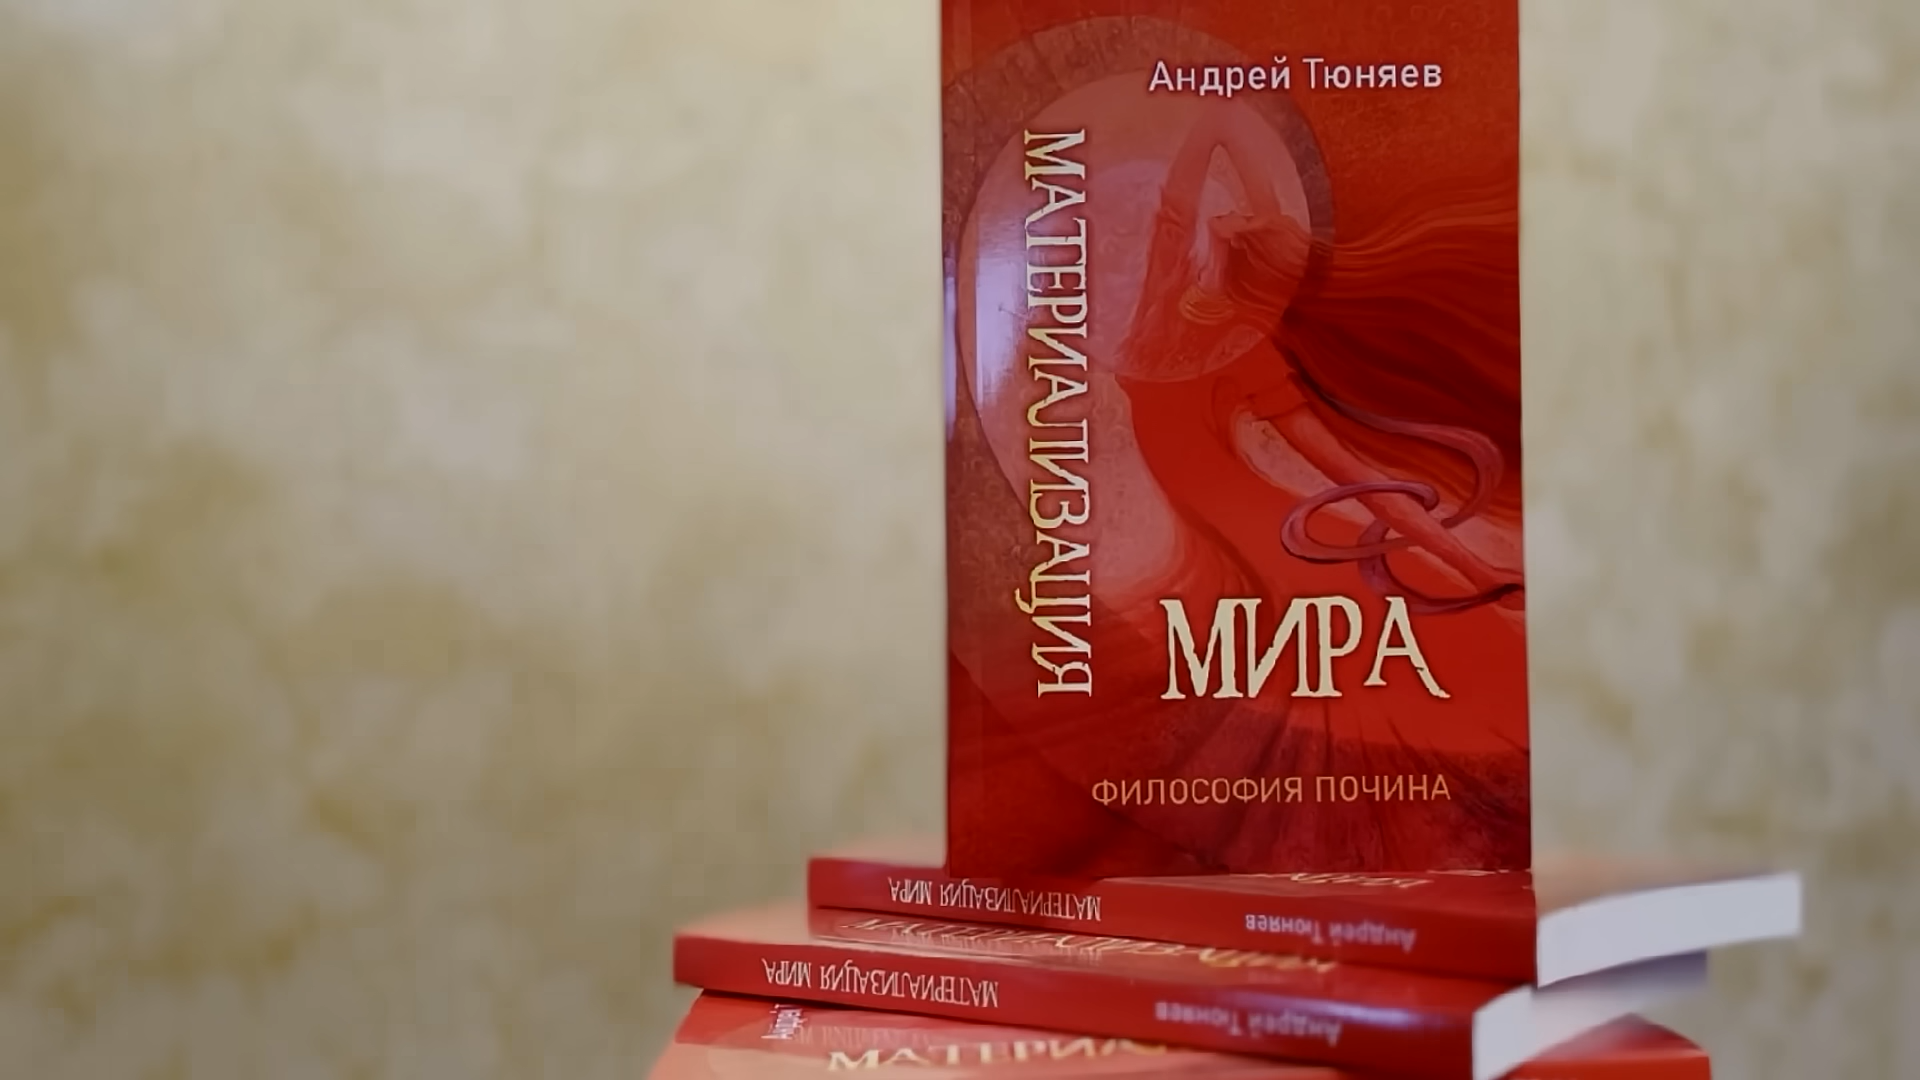 Андрей Тюняев
МАТЕРИАЛИЗАЦИЯ
МИРА
ФИЛОСОФИЯ ПОЧИНА
МАТЕРИАЛИЗАЦИЯ МИРА
Андрей Тюняев
МАТЕРИАЛИЗАЦИЯ МИРА
Андрей Тюняев